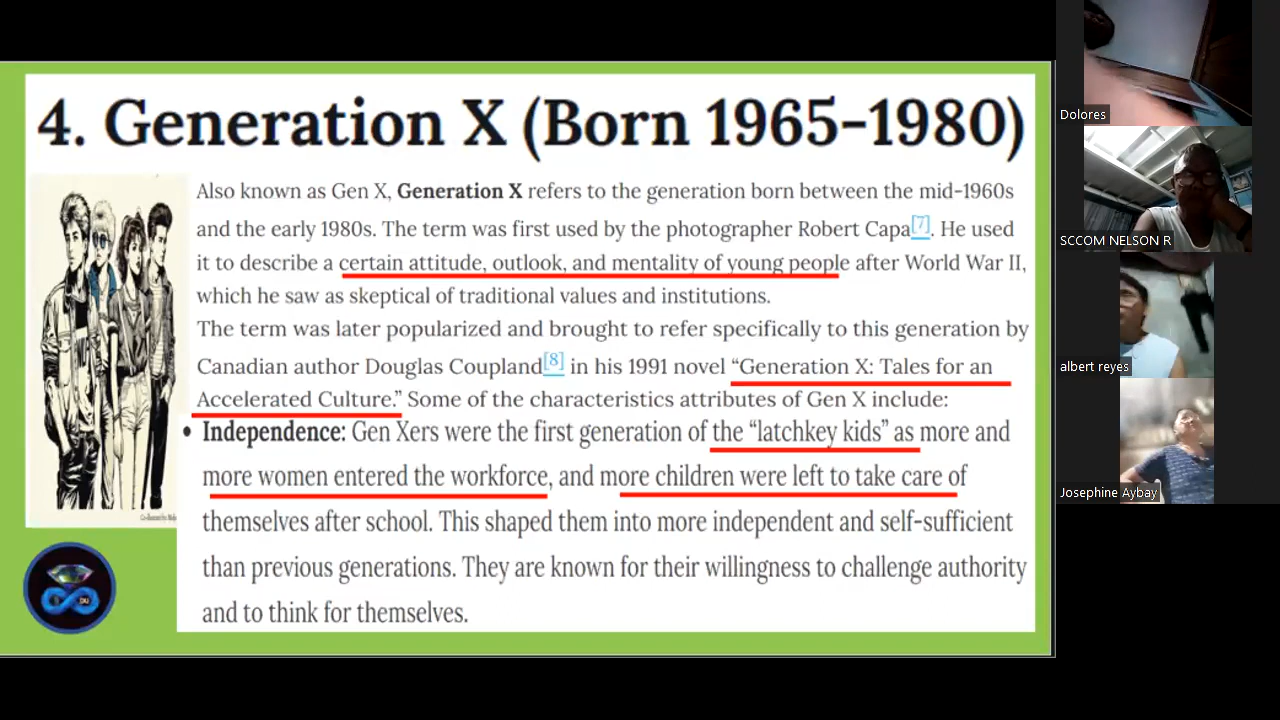 4. Generation X (Born 1965-1980)
Also known as Gen X, Generation X refers to the generation born between the mid-1960s
and the early 1980s. The term was first used by the photographer Robert Capa[7]. He used
it to describe a certain attitude, outlook, and mentality of young people after World War II,
which he saw as skeptical of traditional values and institutions.
The term was later popularized and brought to refer specifically to this generation by
Canadian author Douglas Coupland[8] in his 1991 novel “Generation X: Tales for an
Accelerated Culture.” Some of the characteristics attributes of Gen X include:
• Independence: Gen Xers were the first generation of the “latchkey kids” as more and
more women entered the workforce, and more children were left to take care of
themselves after school. This shaped them into more independent and self-sufficient
than previous generations. They are known for their willingness to challenge authority
and to think for themselves.
Dolores
SCCOM NELSON R
albert reyes
Josephine Aybay